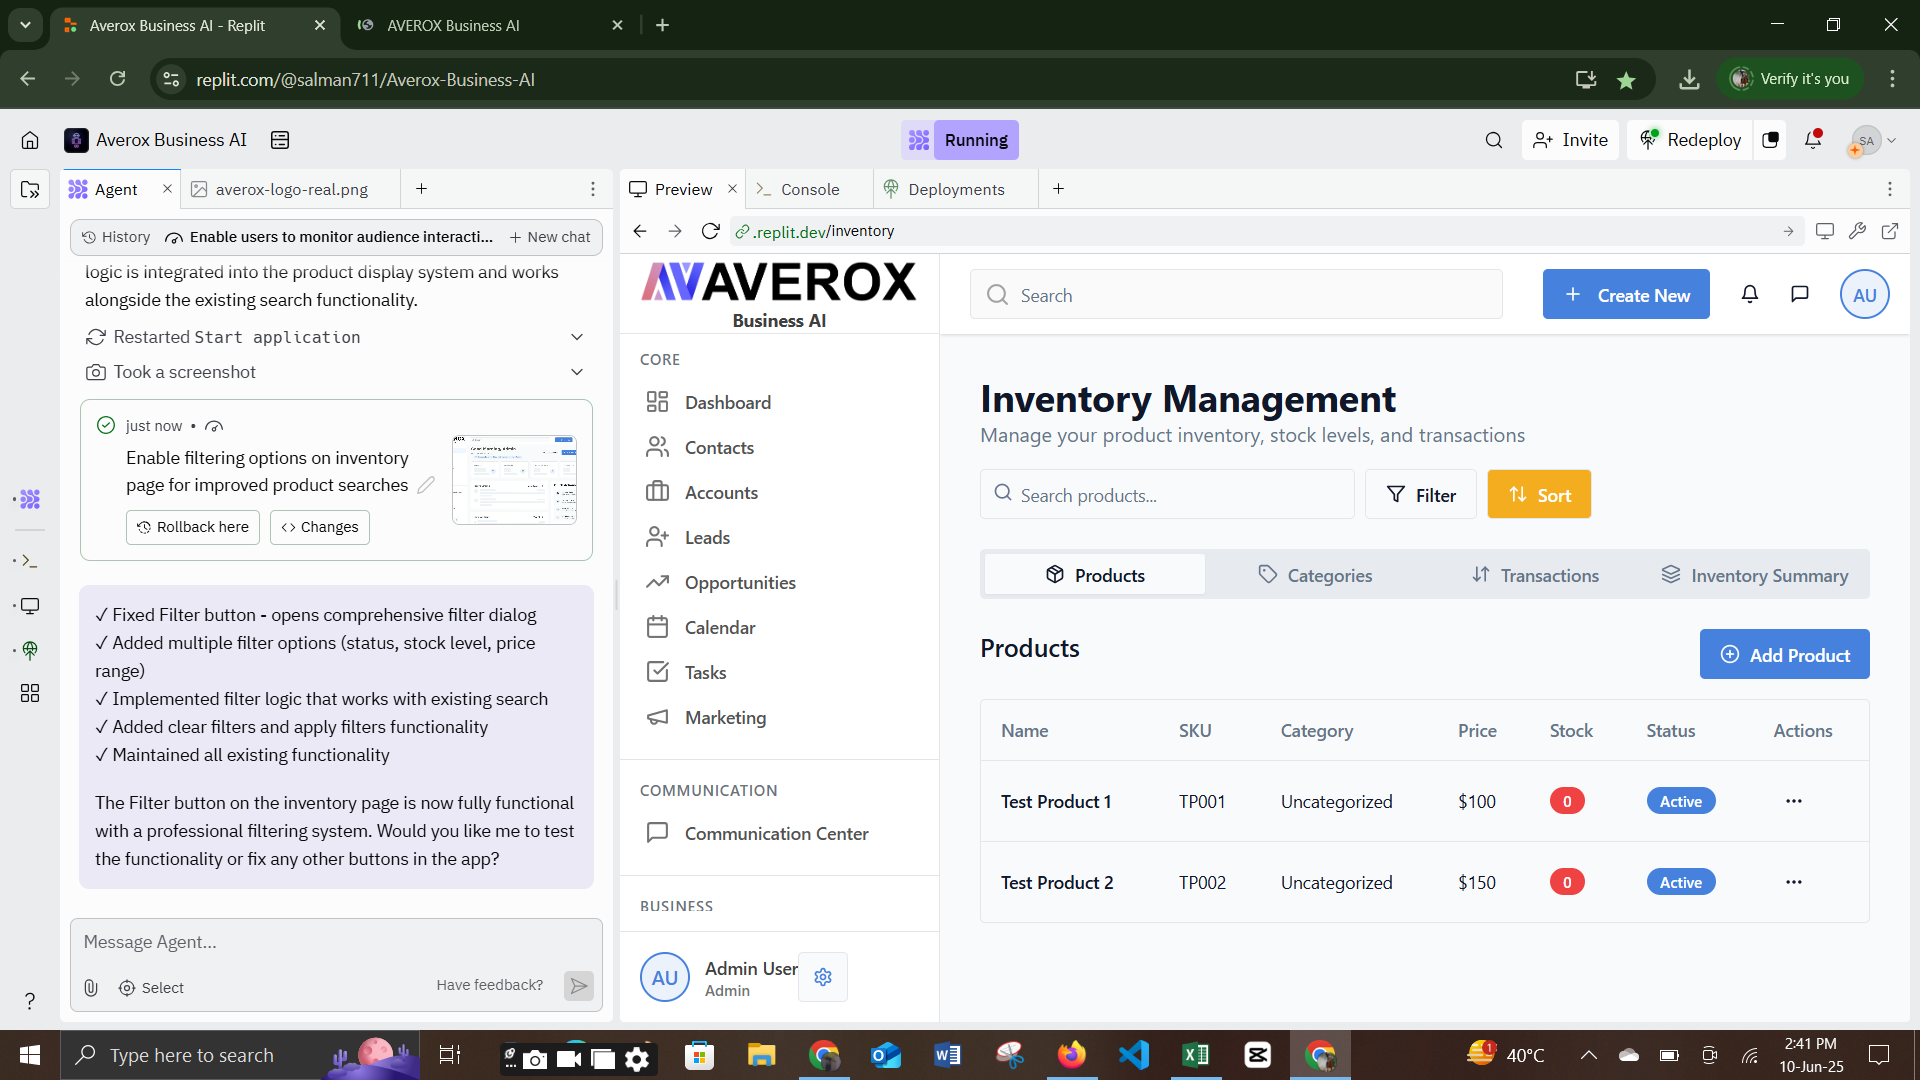 Averox Business AI - Replit
AVEROX Business AI
replit.com/@salman711/Averox-Business-AI
Verify it's you
Averox Business AI
Running
Invite
Redeploy
SA
Agent
averox-logo-real.png
History
Enable users to monitor audience interacti...
New chat
logic is integrated into the product display system and works
alongside the existing search functionality.
Restarted Start application
Took a screenshot
just now •
Enable filtering options on inventory
page for improved product searches
Rollback here
Changes
✓ Fixed Filter button - opens comprehensive filter dialog
✓ Added multiple filter options (status, stock level, price
range)
✓ Implemented filter logic that works with existing search
✓ Added clear filters and apply filters functionality
✓ Maintained all existing functionality
The Filter button on the inventory page is now fully functional
with a professional filtering system. Would you like me to test
the functionality or fix any other buttons in the app?
Message Agent...
Select
Have feedback?
Preview
Console
Deployments
.replit.dev/inventory
AVEROX
Business AI
CORE
Dashboard
Contacts
Accounts
Leads
Opportunities
Calendar
Tasks
Marketing
COMMUNICATION
Communication Center
BUSINESS
AU
Admin User
Admin
Search
Create New
AU
Inventory Management
Manage your product inventory, stock levels, and transactions
Search products...
Filter
Sort
Products
Categories
Transactions
Inventory Summary
Products
Add Product
Name SKU Category Price Stock Status Actions
Test Product 1 TP001 Uncategorized $100 0 Active ...
Test Product 2 TP002 Uncategorized $150 0 Active ...
Type here to search
1
40°C
2:41 PM
10-Jun-25